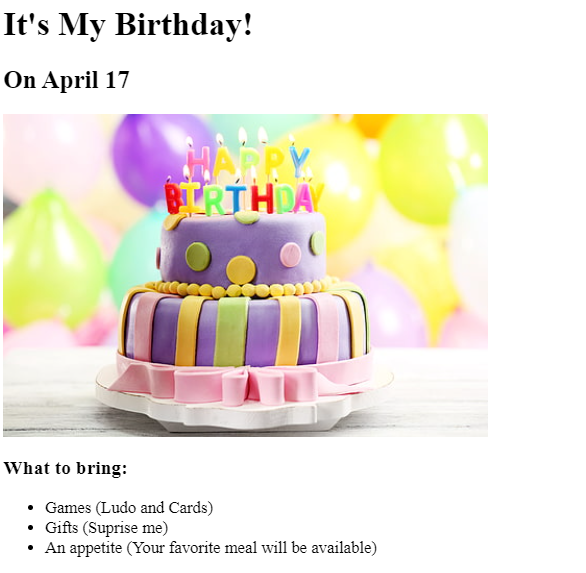 It's My Birthday!
On April 17
HAPPY
BIRTHDAY
What to bring:
Games (Ludo and Cards)
Gifts (Suprise me)
An appetite (Your favorite meal will be available)